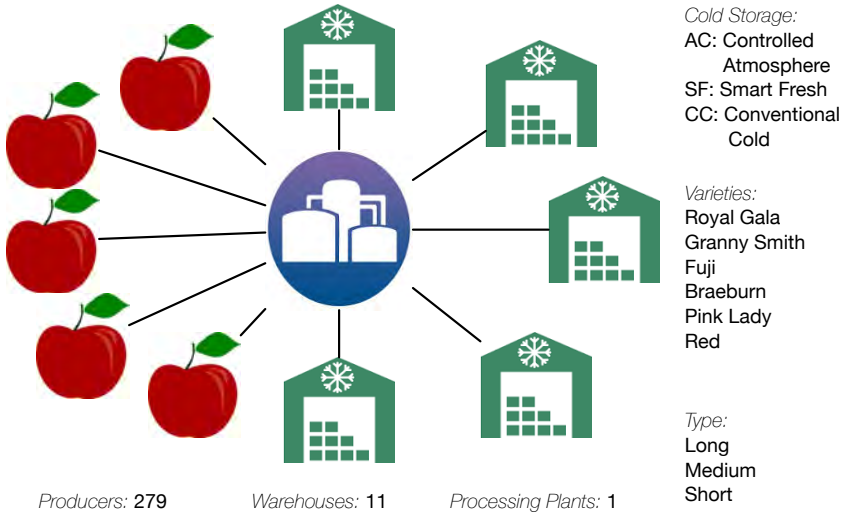 Cold Storage:
AC: Controlled
Atmosphere
SF: Smart Fresh
CC: Conventional
Cold
Varieties:
Royal Gala
Granny Smith
Fuji
Braeburn
Pink Lady
Red
Type:
Long
Medium
Short
Producers: 279 Warehouses: 11 Processing Plants: 1